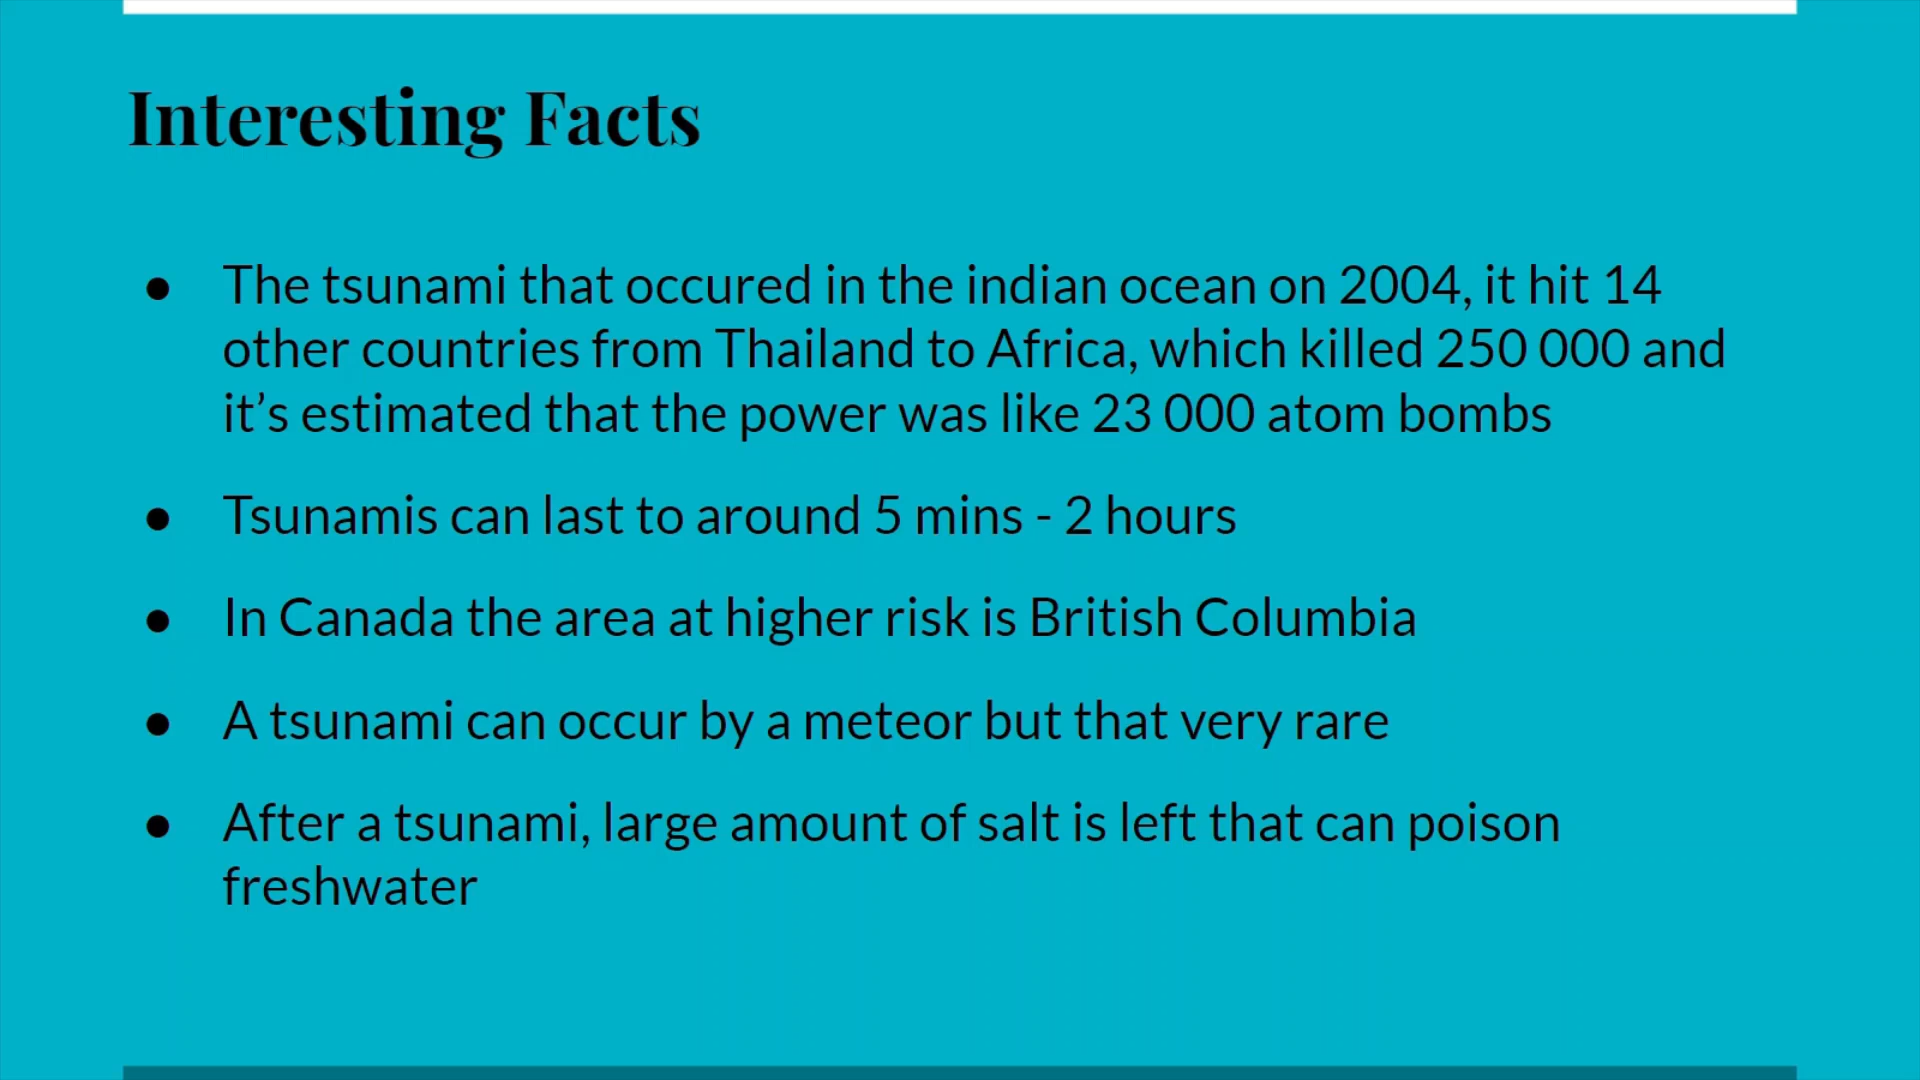 Interesting Facts
● The tsunami that occured in the indian ocean on 2004, it hit 14
other countries from Thailand to Africa, which killed 250 000 and
it’s estimated that the power was like 23 000 atom bombs
● Tsunamis can last to around 5 mins - 2 hours
● In Canada the area at higher risk is British Columbia
● A tsunami can occur by a meteor but that very rare
● After a tsunami, large amount of salt is left that can poison
freshwater